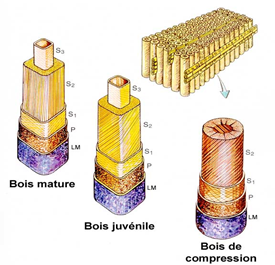 S₃
S₂
S₁
P
LM
Bois mature
S₃
S₂
S₁
P
LM
Bois juvénile
S₂
S₁
P
LM
Bois de
compression